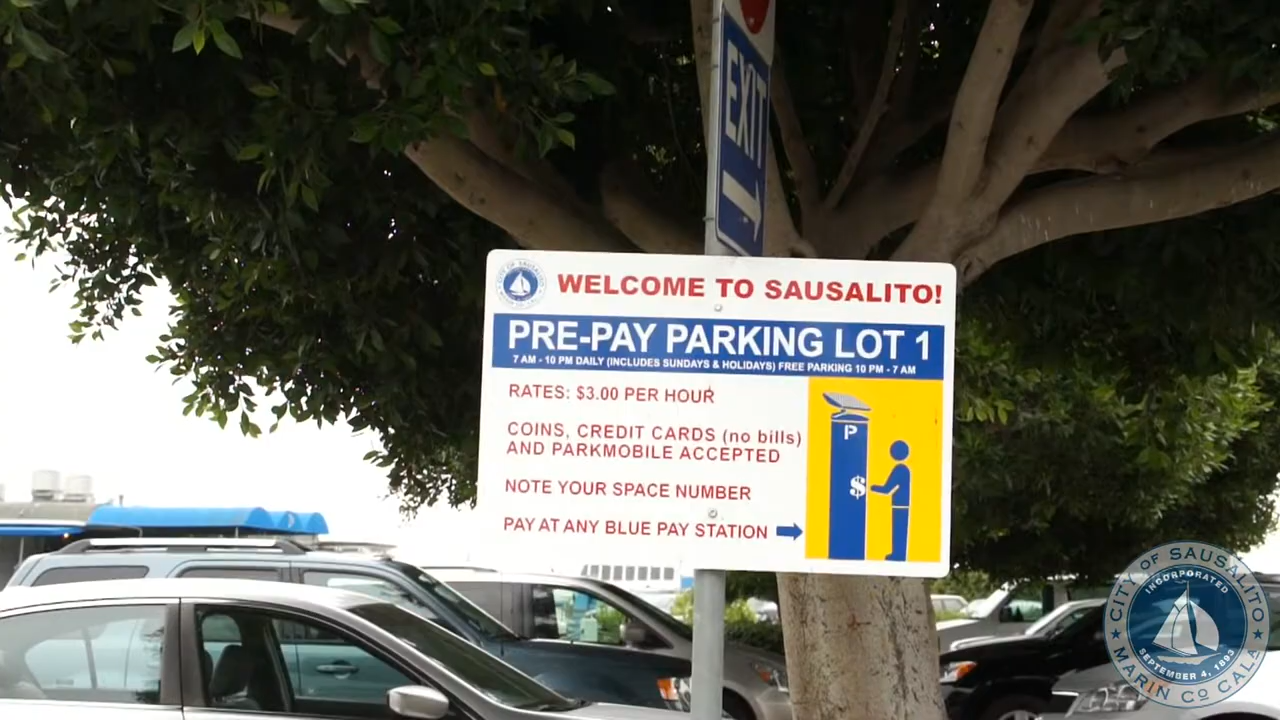 EXIT
WELCOME TO SAUSALITO!
PRE-PAY PARKING LOT 1
7 AM - 10 PM DAILY (INCLUDES SUNDAYS & HOLIDAYS) FREE PARKING 10 PM - 7 AM
RATES: $3.00 PER HOUR
COINS, CREDIT CARDS (no bills)
AND PARKMOBILE ACCEPTED
NOTE YOUR SPACE NUMBER
PAY AT ANY BLUE PAY STATION
P
$
CITY OF SAUSALITO
INCORPORATED
SEPTEMBER 4, 1893
MARIN CO CALA